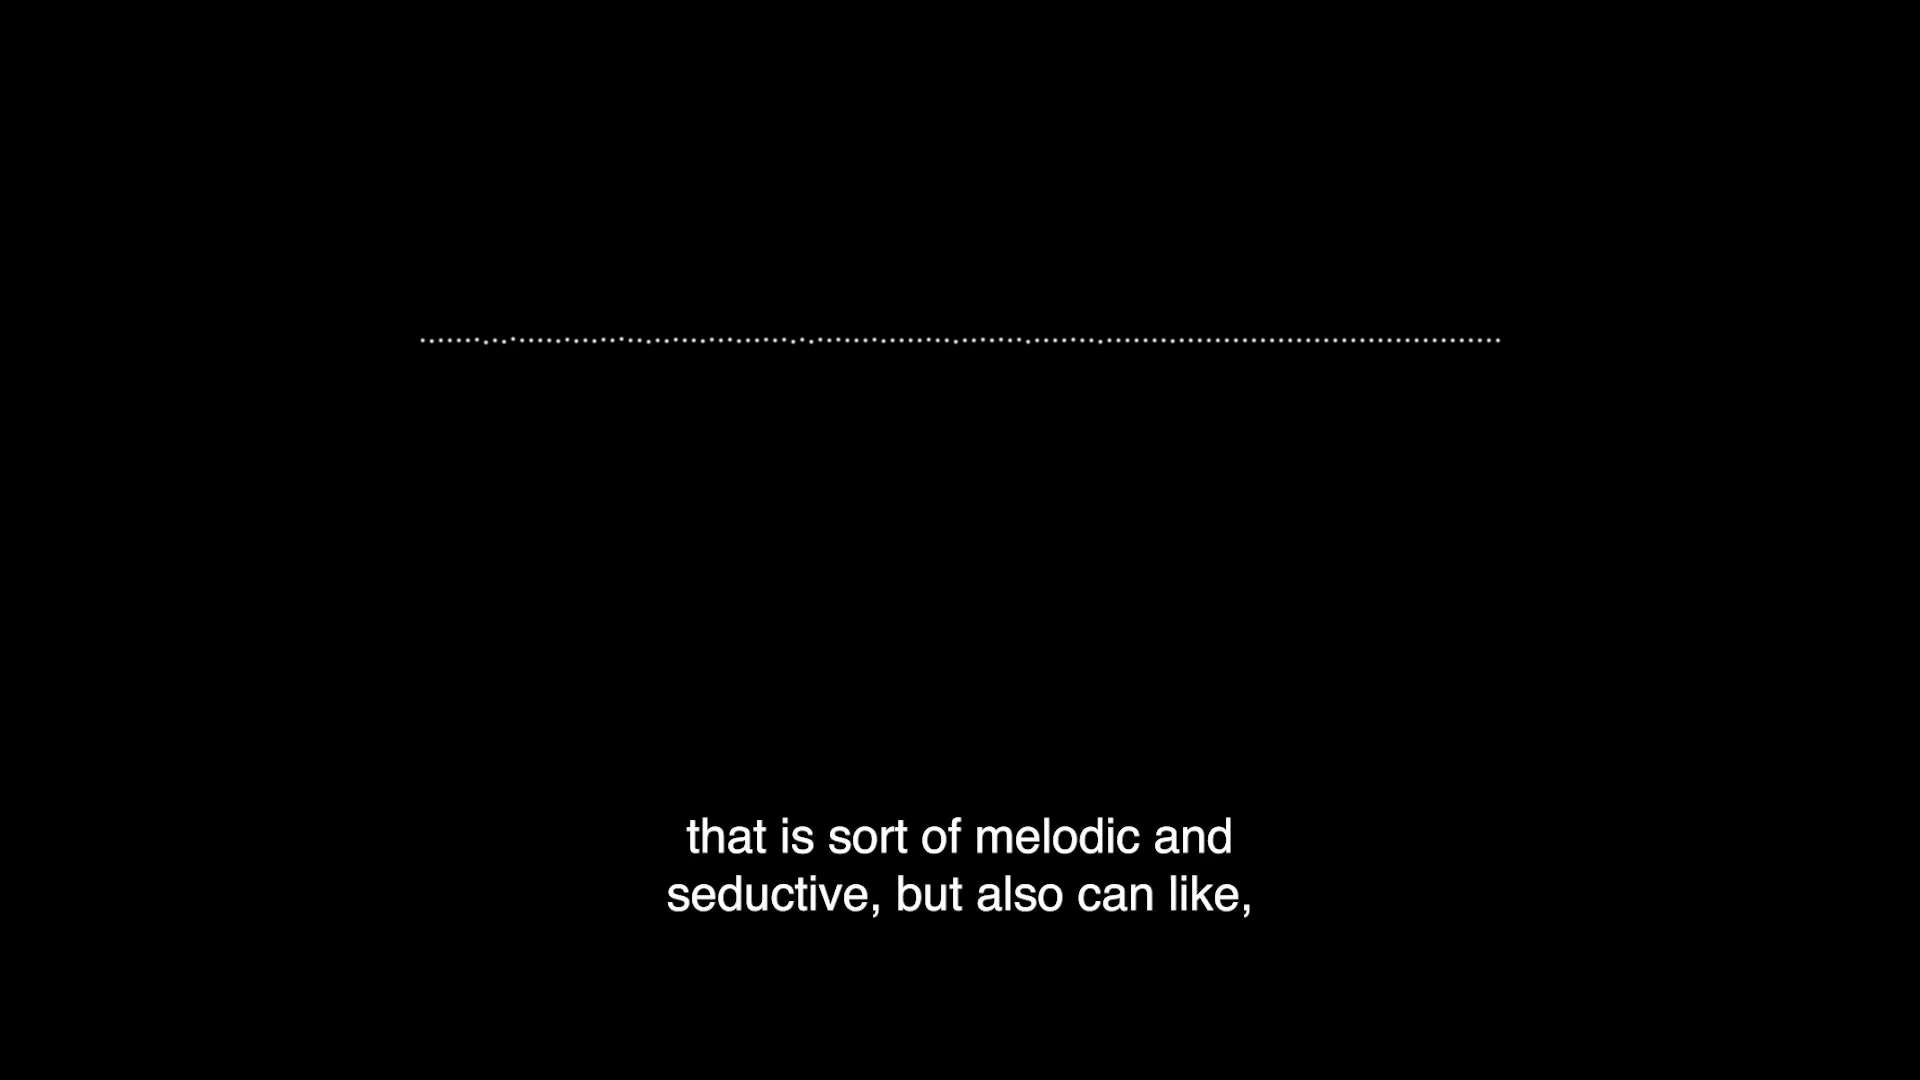 that is sort of melodic and
seductive, but also can like,